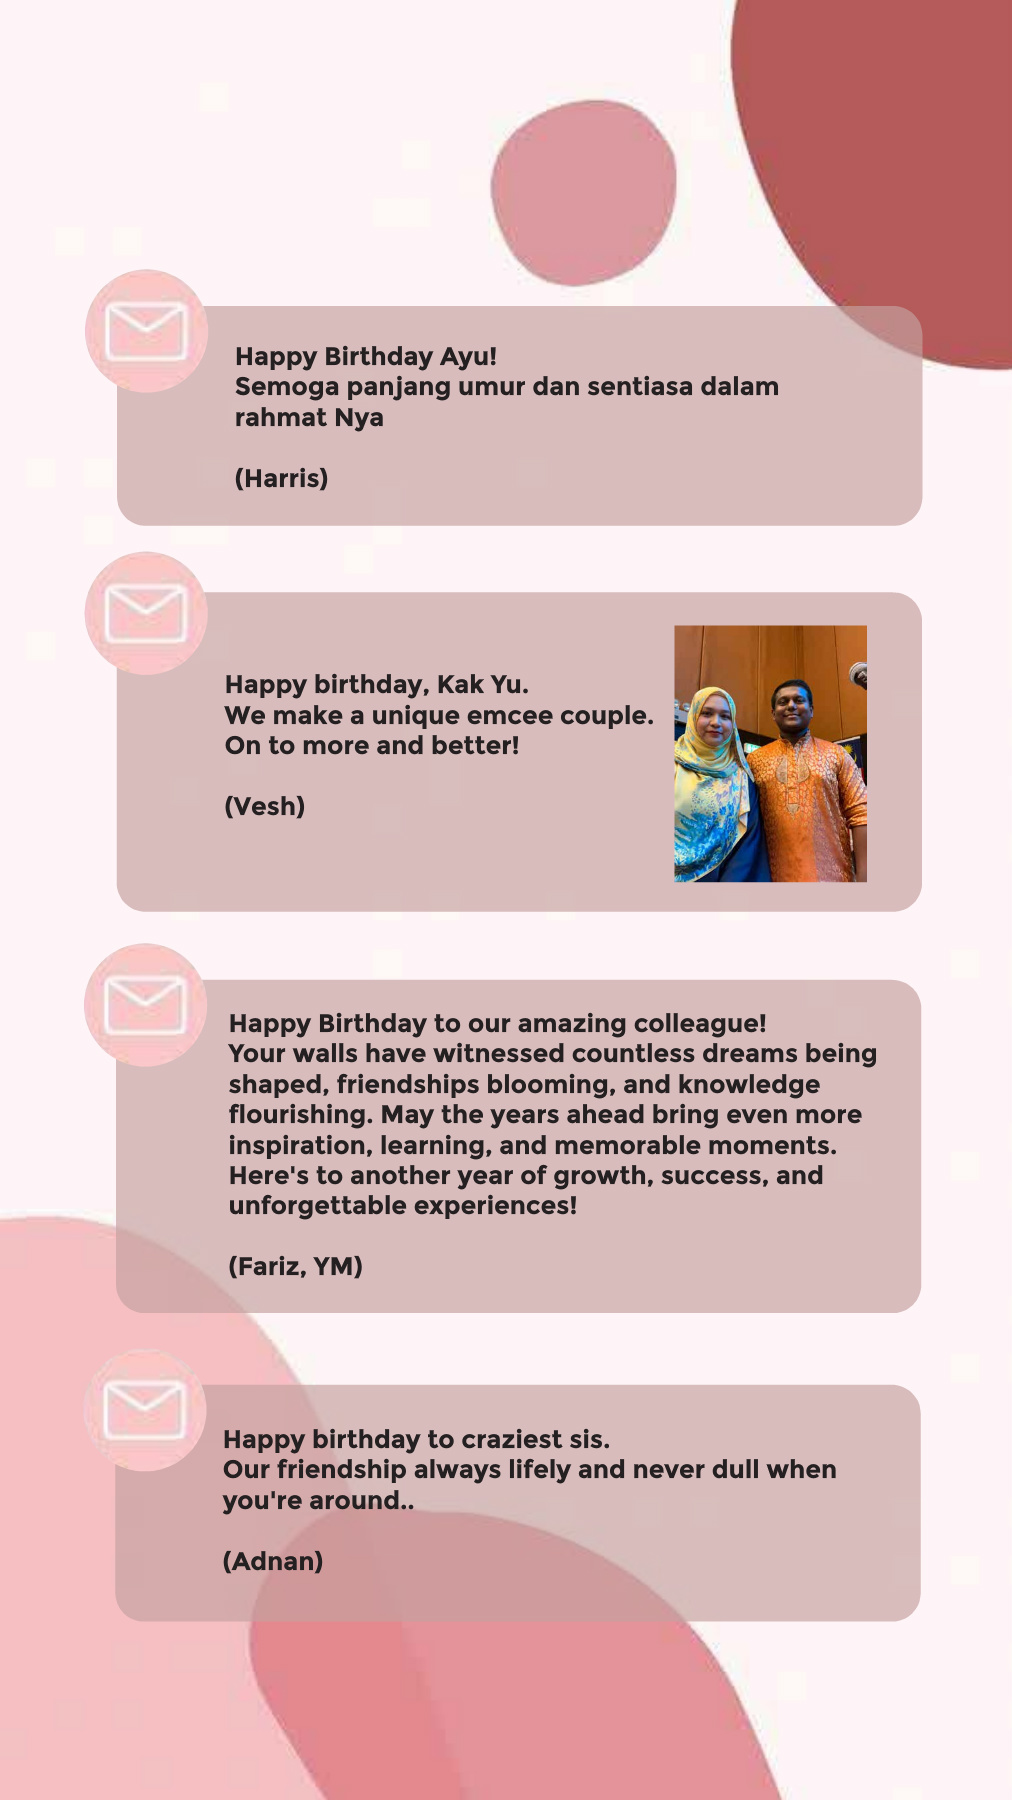 Happy Birthday Ayu!
Semoga panjang umur dan sentiasa dalam
rahmat Nya
(Harris)
Happy birthday, Kak Yu.
We make a unique emcee couple.
On to more and better!
(Vesh)
Happy Birthday to our amazing colleague!
Your walls have witnessed countless dreams being
shaped, friendships blooming, and knowledge
flourishing. May the years ahead bring even more
inspiration, learning, and memorable moments.
Here's to another year of growth, success, and
unforgettable experiences!
(Fariz, YM)
Happy birthday to craziest sis.
Our friendship always lifely and never dull when
you're around..
(Adnan)